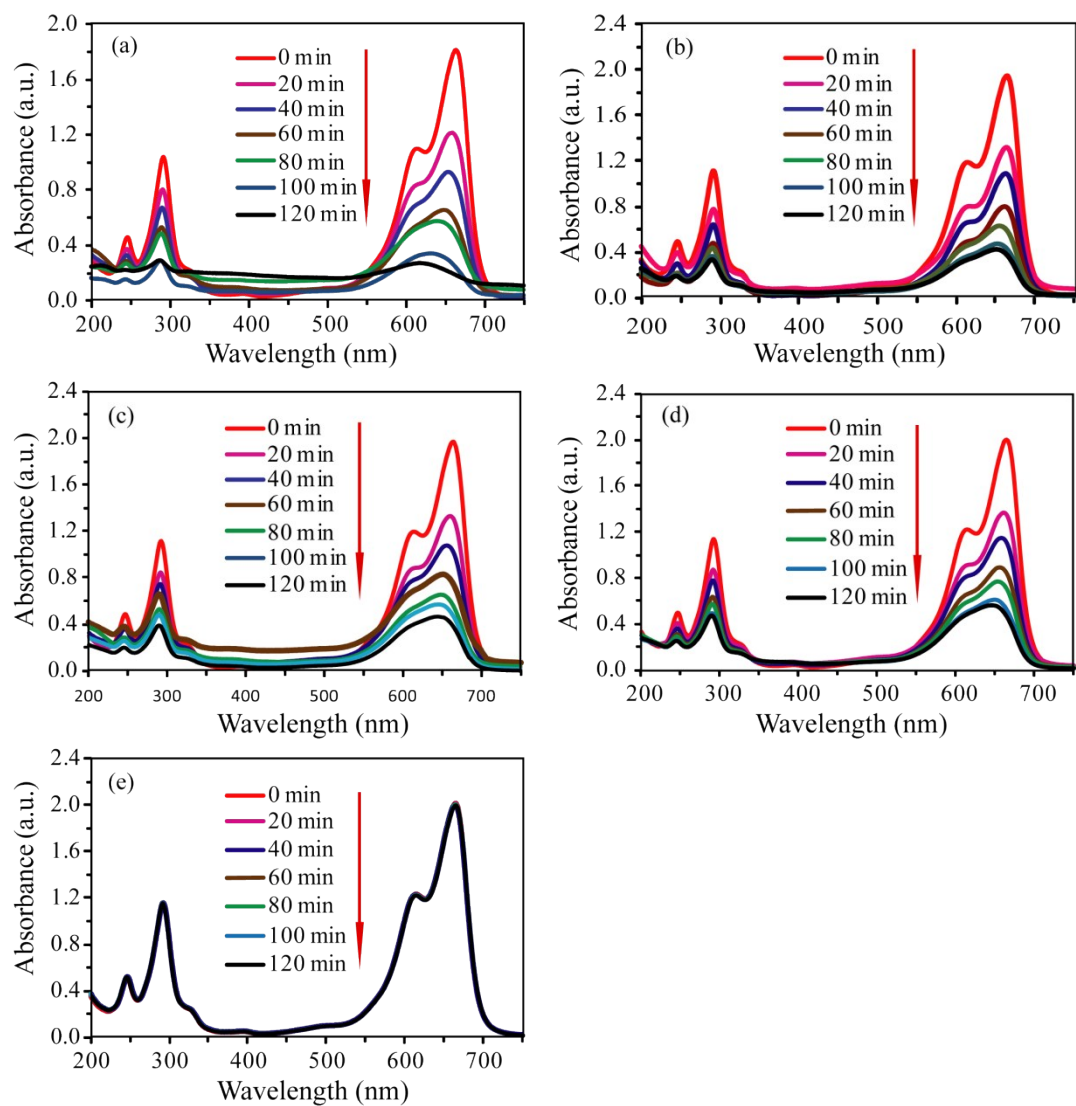 (a)
2.0
1.6
1.2
0.8
0.4
0.0
Absorbance (a.u.)
0 min
20 min
40 min
60 min
80 min
100 min
120 min
200 300 400 500 600 700
Wavelength (nm)
(b)
2.4
2.0
1.6
1.2
0.8
0.4
0.0
Absorbance (a.u.)
0 min
20 min
40 min
60 min
80 min
100 min
120 min
200 300 400 500 600 700
Wavelength (nm)
(c)
2.4
2.0
1.6
1.2
0.8
0.4
0.0
Absorbance (a.u.)
0 min
20 min
40 min
60 min
80 min
100 min
120 min
200 300 400 500 600 700
Wavelength (nm)
(d)
2.4
2.0
1.6
1.2
0.8
0.4
0.0
Absorbance (a.u.)
0 min
20 min
40 min
60 min
80 min
100 min
120 min
200 300 400 500 600 700
Wavelength (nm)
(e)
2.4
2.0
1.6
1.2
0.8
0.4
0.0
Absorbance (a.u.)
0 min
20 min
40 min
60 min
80 min
100 min
120 min
200 300 400 500 600 700
Wavelength (nm)